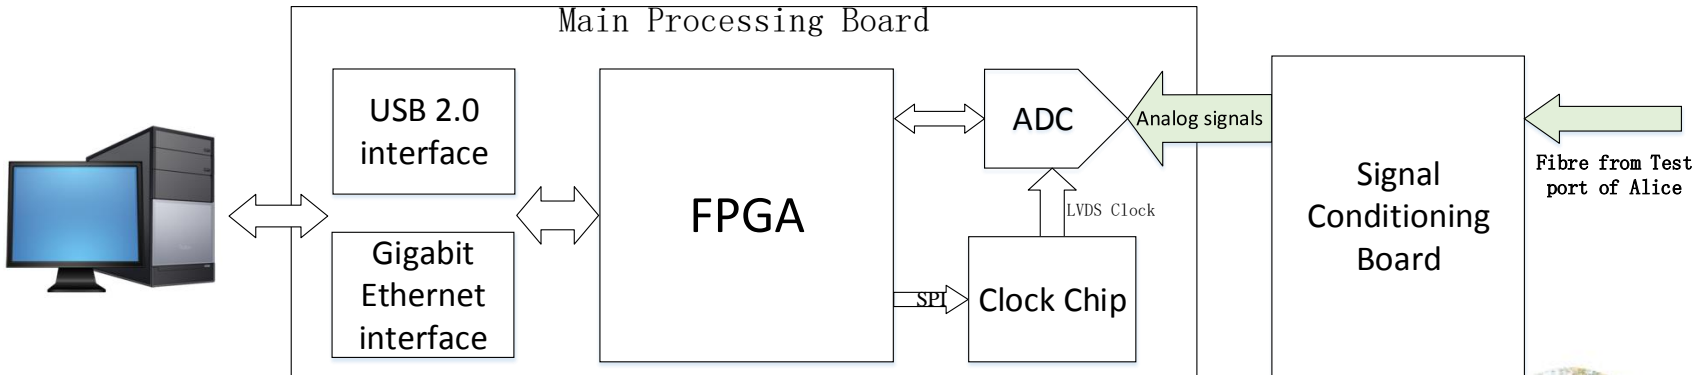 Main Processing Board
USB 2.0
interface
Gigabit
Ethernet
interface
FPGA
ADC
LVDS Clock
SPI
Clock Chip
Analog signals
Signal
Conditioning
Board
Fibre from Test
port of Alice